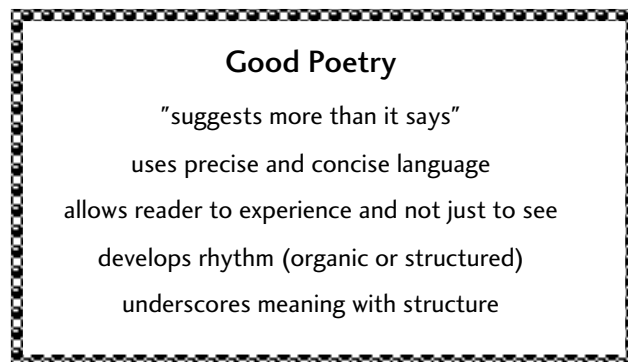 Good Poetry
"suggests more than it says"
uses precise and concise language
allows reader to experience and not just to see
develops rhythm (organic or structured)
underscores meaning with structure